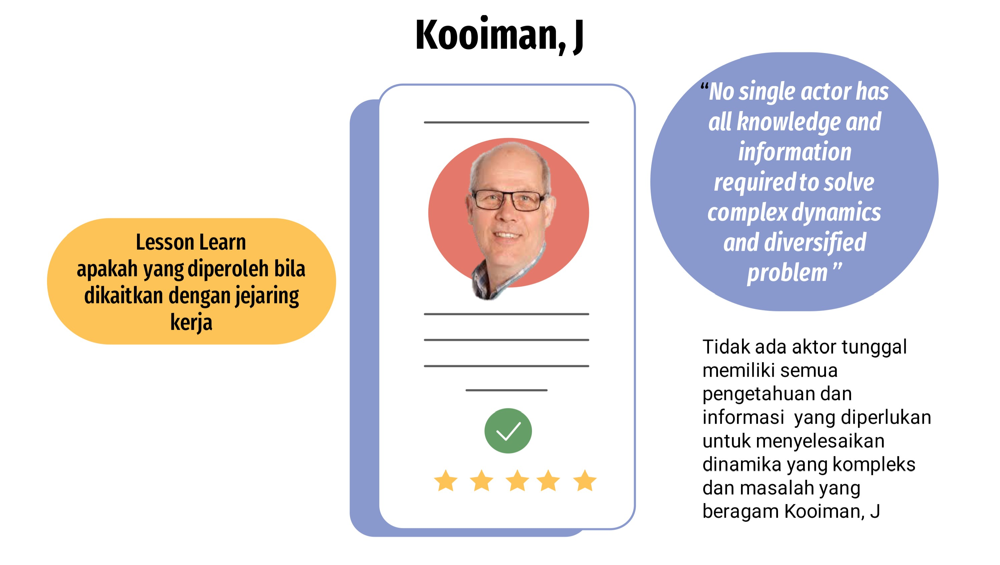 Kooiman, J
Lesson Learn
apakah yang diperoleh bila
dikaitkan dengan jejaring
kerja
“No single actor has
all knowledge and
information
required to solve
complex dynamics
and diversified
problem”
Tidak ada aktor tunggal
memiliki semua
pengetahuan dan
informasi  yang diperlukan
untuk menyelesaikan
dinamika yang kompleks
dan masalah yang
beragam Kooiman, J